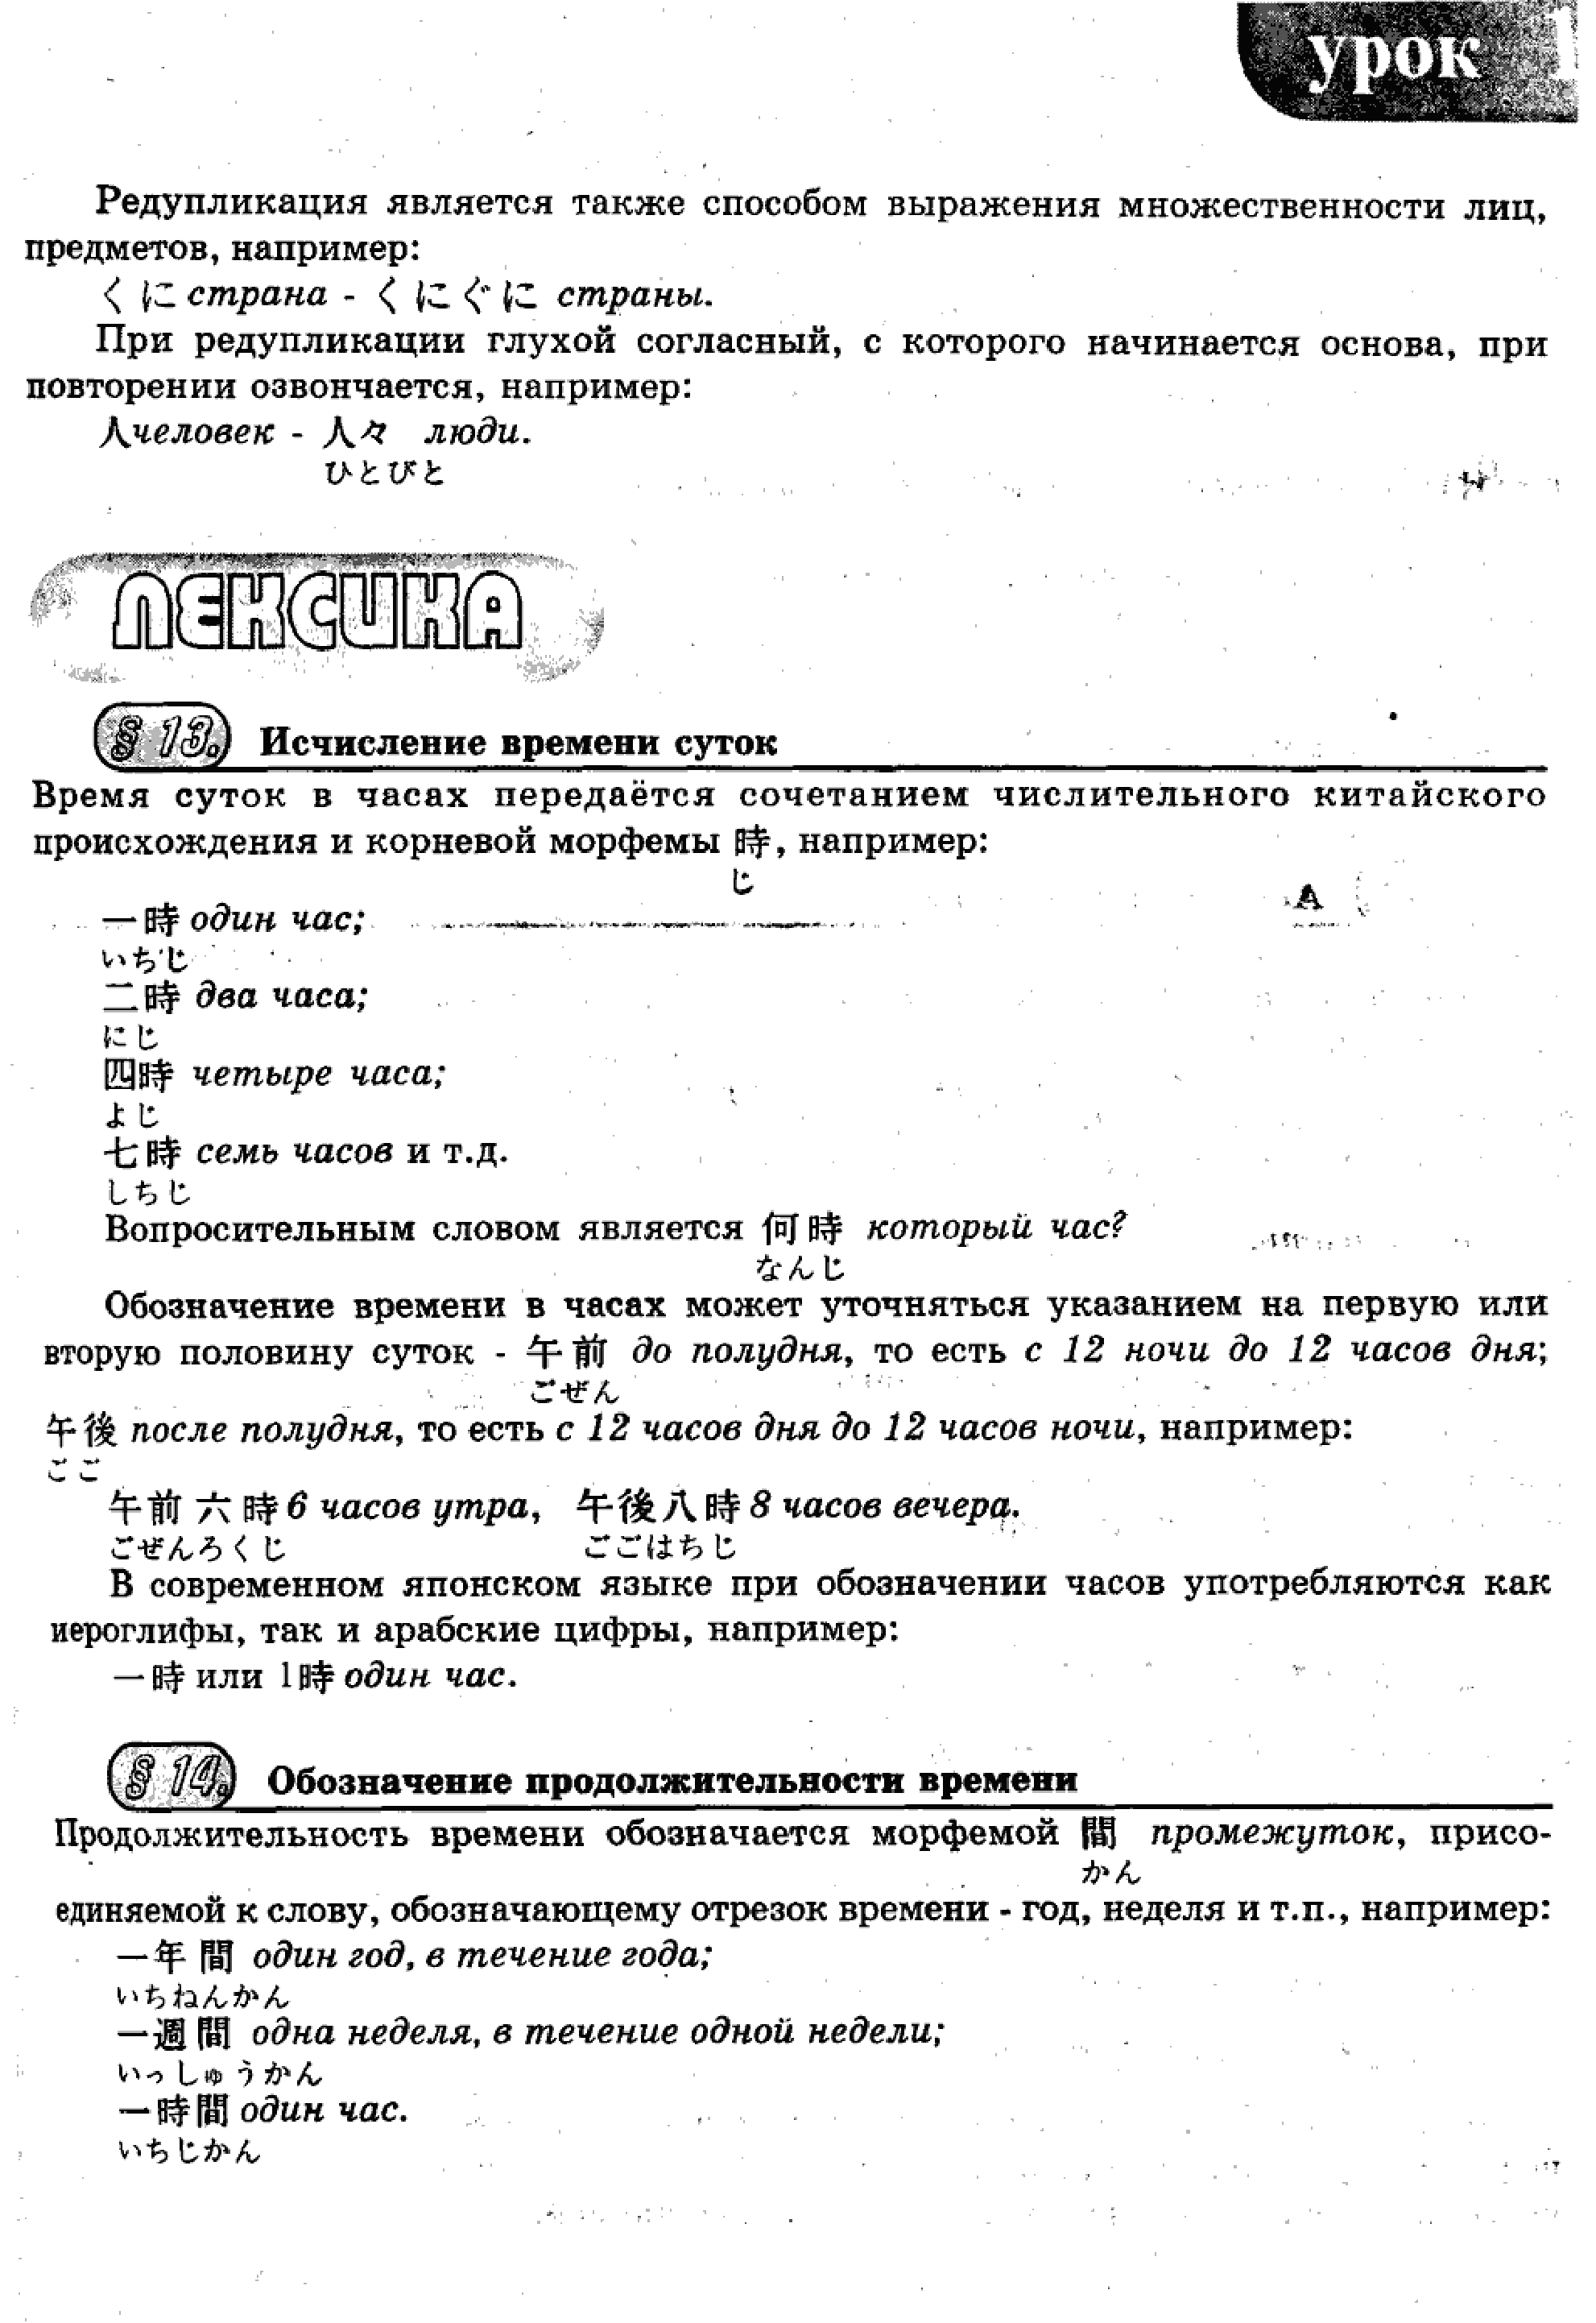 урок 1
Редупликация является также способом выражения множественности лиц,
предметов, например:
くに страна - くにぐに страны.
При редупликации глухой согласный, с которого начинается основа, при
повторении озвончается, например:
人человек - 人々 люди.
ひとびと
ЛЕКСИКА
§ 13. Исчисление времени суток
Время суток в часах передаётся сочетанием числительного китайского
происхождения и корневой морфемы 時, например:
じ
一時 один час;
いちじ
二時 два часа;
にじ
四時 четыре часа;
よじ
七時 семь часов и т.д.
しちじ
Вопросительным словом является 何時 который час?
なんじ
Обозначение времени в часах может уточняться указанием на первую или
вторую половину суток - 午前 до полудня, то есть с 12 ночи до 12 часов дня;
ごぜん
午後 после полудня, то есть с 12 часов дня до 12 часов ночи, например:
ごご
午前六時 6 часов утра, 午後八時 8 часов вечера.
ごぜんろくじ ごごはちじ
В современном японском языке при обозначении часов употребляются как
иероглифы, так и арабские цифры, например:
一時 или 1時 один час.
§ 14. Обозначение продолжительности времени
Продолжительность времени обозначается морфемой 間 промежуток, присо-
かん
единяемой к слову, обозначающему отрезок времени - год, неделя и т.п., например:
一年間 один год, в течение года;
いちねんかん
一週間 одна неделя, в течение одной недели;
いっしゅうかん
一時間 один час.
いちじかん